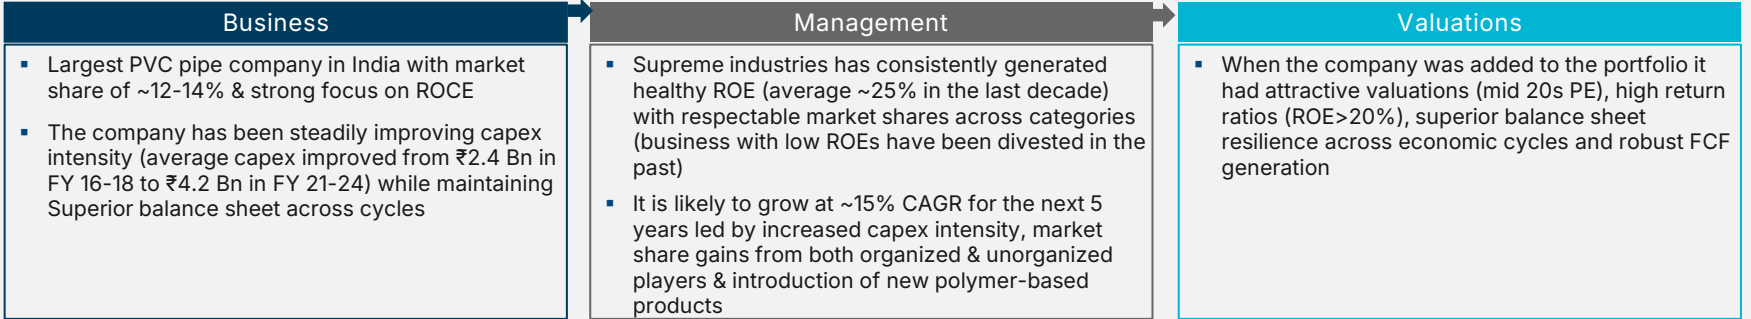 Business
▪ Largest PVC pipe company in India with market
share of ~12-14% & strong focus on ROCE
▪ The company has been steadily improving capex
intensity (average capex improved from ₹2.4 Bn in
FY 16-18 to ₹4.2 Bn in FY 21-24) while maintaining
Superior balance sheet across cycles
Management
▪ Supreme industries has consistently generated
healthy ROE (average ~25% in the last decade)
with respectable market shares across categories
(business with low ROEs have been divested in the
past)
▪ It is likely to grow at ~15% CAGR for the next 5
years led by increased capex intensity, market
share gains from both organized & unorganized
players & introduction of new polymer-based
products
Valuations
▪ When the company was added to the portfolio it
had attractive valuations (mid 20s PE), high return
ratios (ROE>20%), superior balance sheet
resilience across economic cycles and robust FCF
generation